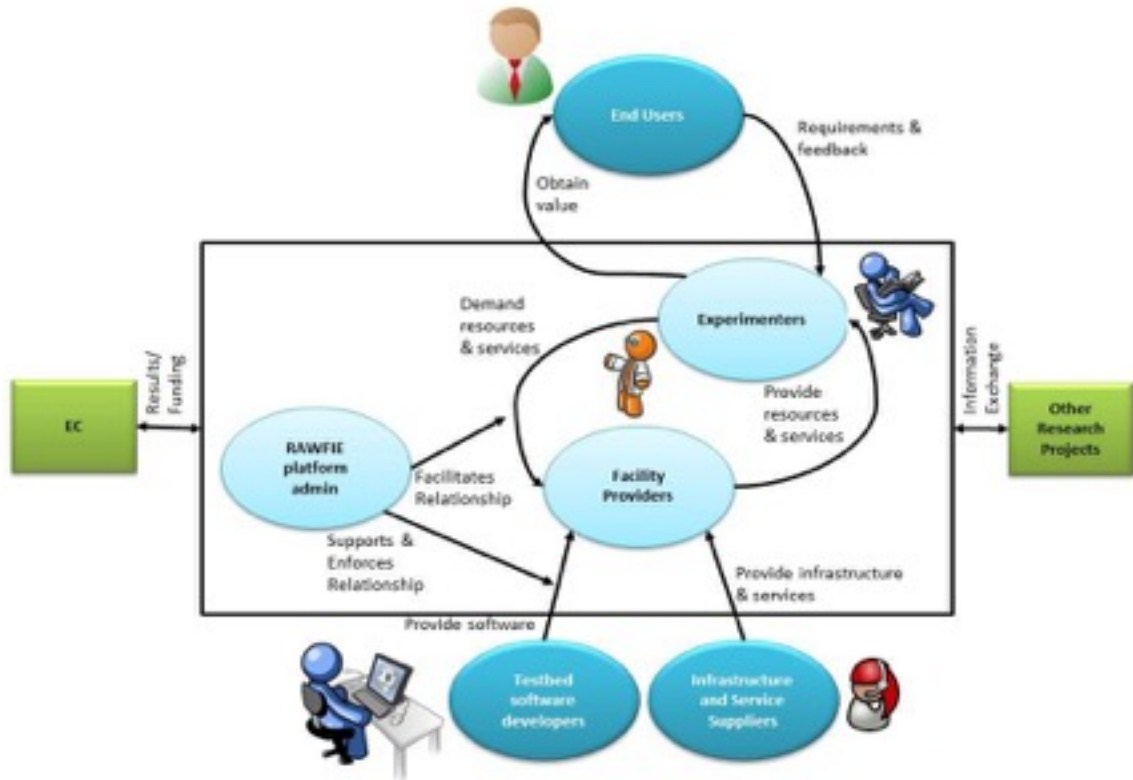 End Users
Requirements &
feedback
Obtain
value
Experimenters
Demand
resources
& services
Results/
Funding
Information
Exchange
EC
Provide
resources
& services
Other
Research
Projects
RAWFIE
platform
admin
Facilitates
Relationship
Facility
Providers
Supports &
Enforces
Relationship
Provide infrastructure
& services
Provide software
Testbed
software
developers
Infrastructure
and Service
Suppliers